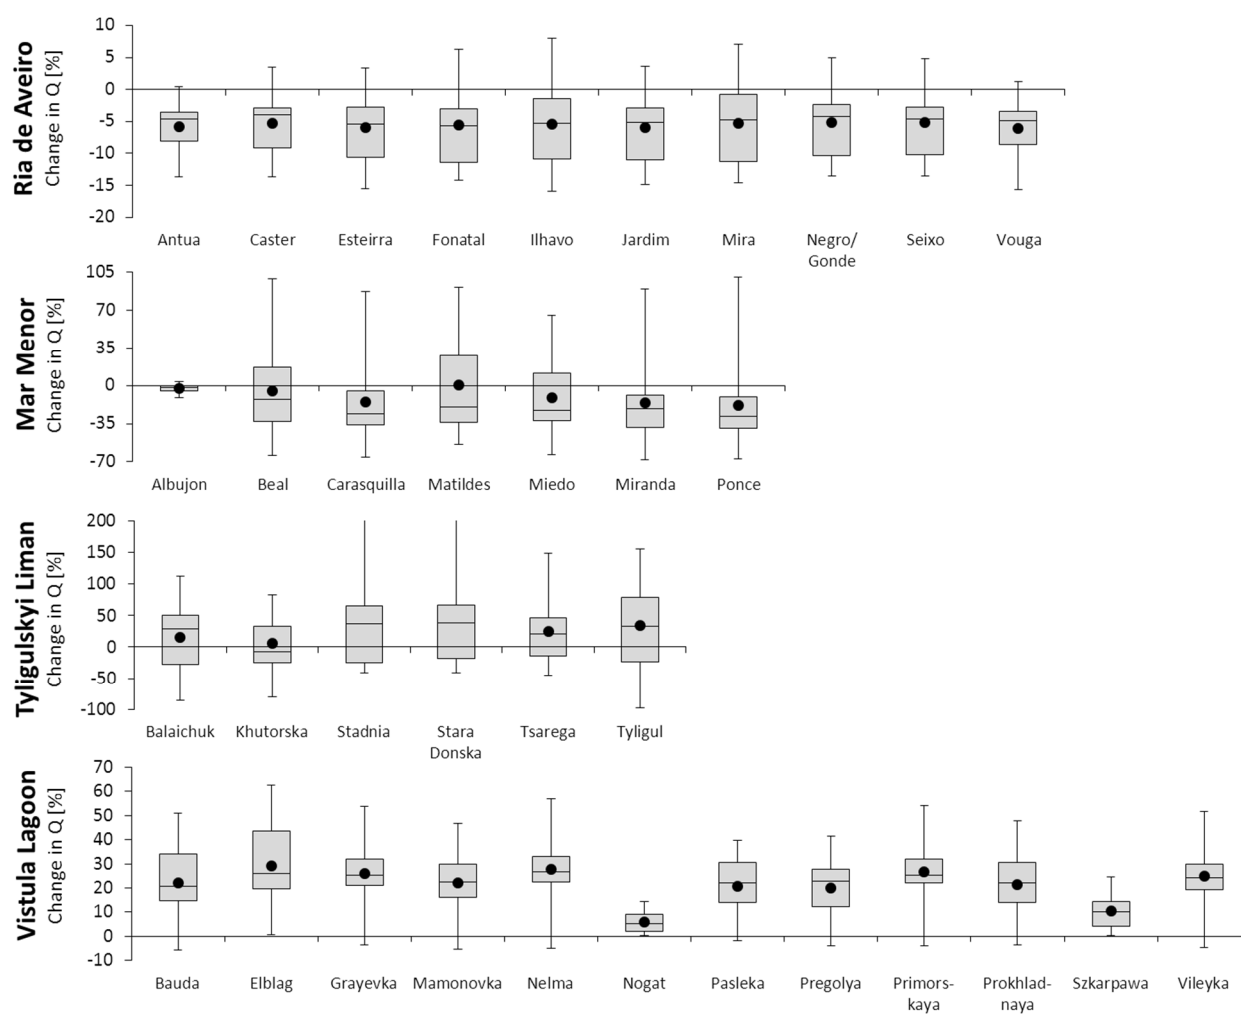 Ria de Aveiro
Change in Q [%]
10
5
0
-5
-10
-15
-20
Antua Caster Esteirra Fonatal Ilhavo Jardim Mira Negro/ Seixo Vouga
Gonde
Mar Menor
Change in Q [%]
105
70
35
0
-35
-70
Albujon Beal Carasquilla Matildes Miedo Miranda Ponce
Tyligulskyi Liman
Change in Q [%]
200
150
100
50
0
-50
-100
Balaichuk Khutorska Stadnia Stara Tsarega Tyligul
Donska
Vistula Lagoon
Change in Q [%]
70
60
50
40
30
20
10
0
-10
Bauda Elblag Grayevka Mamonovka Nelma Nogat Pasleka Pregolya Primors- Prokhlad- Szkarpawa Vileyka
kaya naya